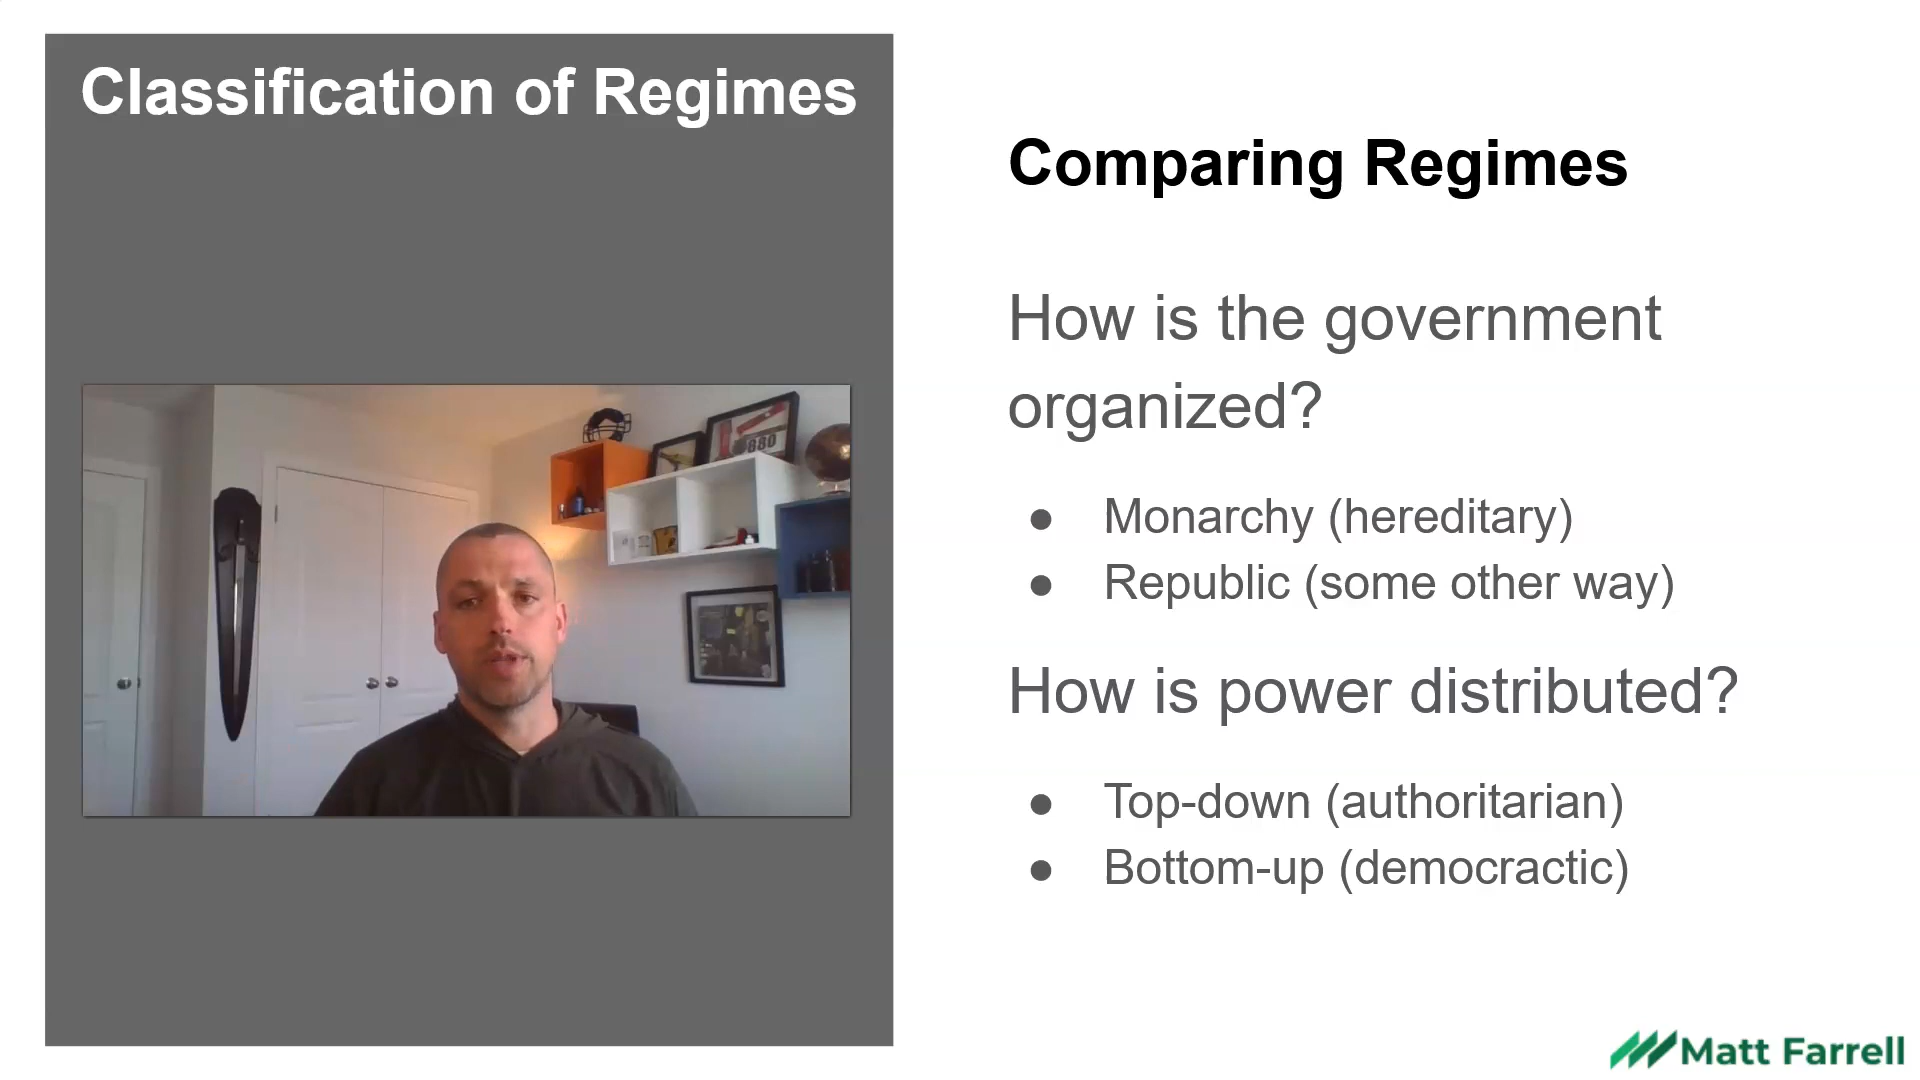 Classification of Regimes
Comparing Regimes
How is the government
organized?
● Monarchy (hereditary)
● Republic (some other way)
How is power distributed?
● Top-down (authoritarian)
● Bottom-up (democractic)
880
Matt Farrell